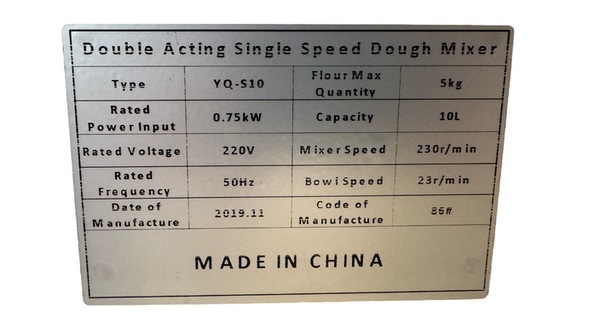 Double Acting Single Speed Dough Mixer
Type YQ-S10 Flour Max Quantity 5kg
Rated Power Input 0.75kW Capacity 10L
Rated Voltage 220V Mixer Speed 230r/min
Rated Frequency 50Hz Bowl Speed 23r/min
Date of Manufacture 2019.11 Code of Manufacture 86#
MADE IN CHINA